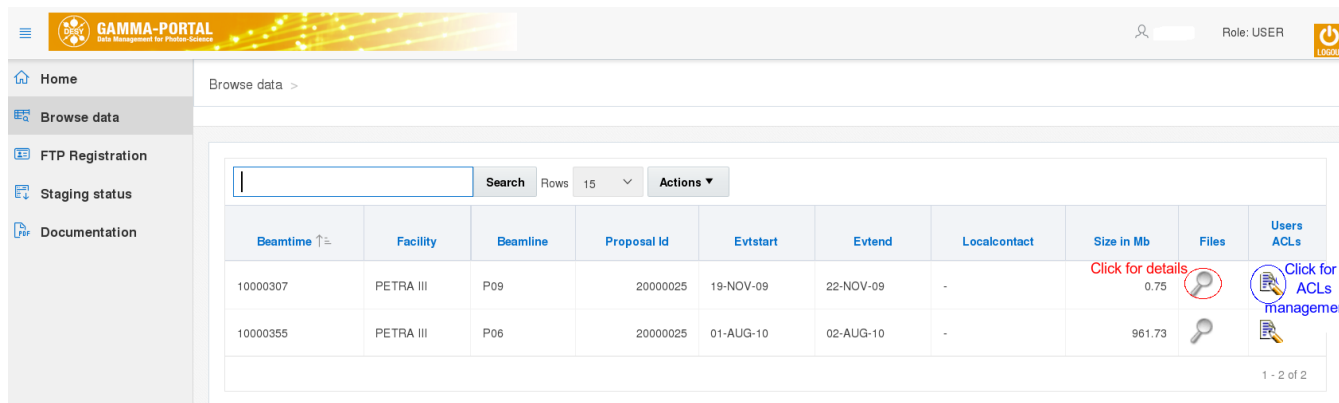 DESY
GAMMA-PORTAL
Data Management for Photon-Science
Role: USER
LOGOU
Home
Browse data
FTP Registration
Staging status
PDF Documentation
Browse data >
Search Rows 15 Actions
Beamtime Facility Beamline Proposal Id Evtstart Evtend Localcontact Size in Mb Files Users ACLs
10000307 PETRA III P09 20000025 19-NOV-09 22-NOV-09 - 0.75
Click for details
Click for
ACLs
manageme
10000355 PETRA III P06 20000025 01-AUG-10 02-AUG-10 - 961.73
1 - 2 of 2